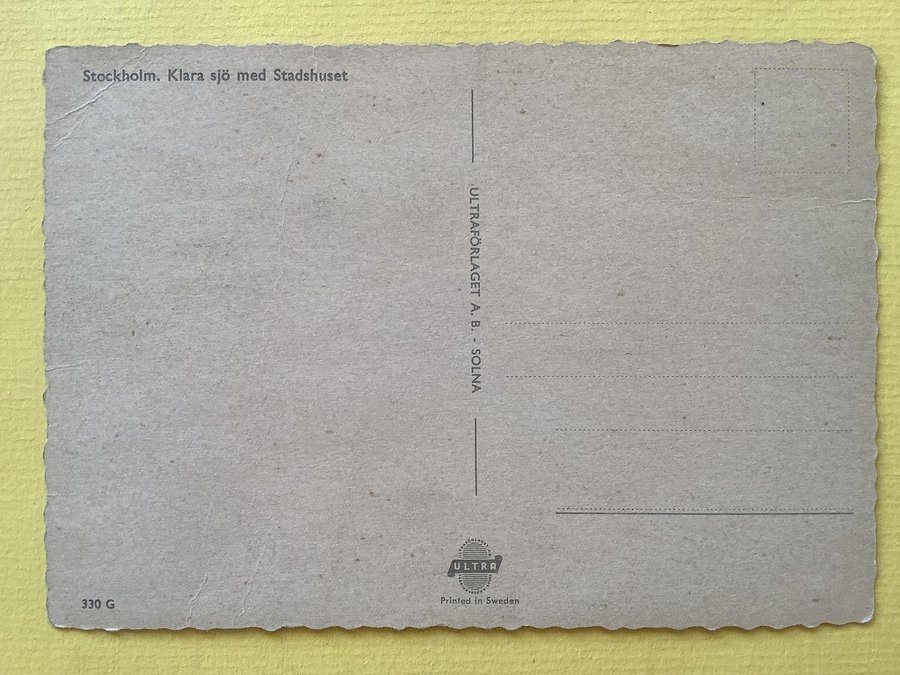 Stockholm. Klara sjö med Stadshuset
ULTRAFÖRLAGET A. B. - SOLNA
ULTRA
Printed in Sweden
330 G